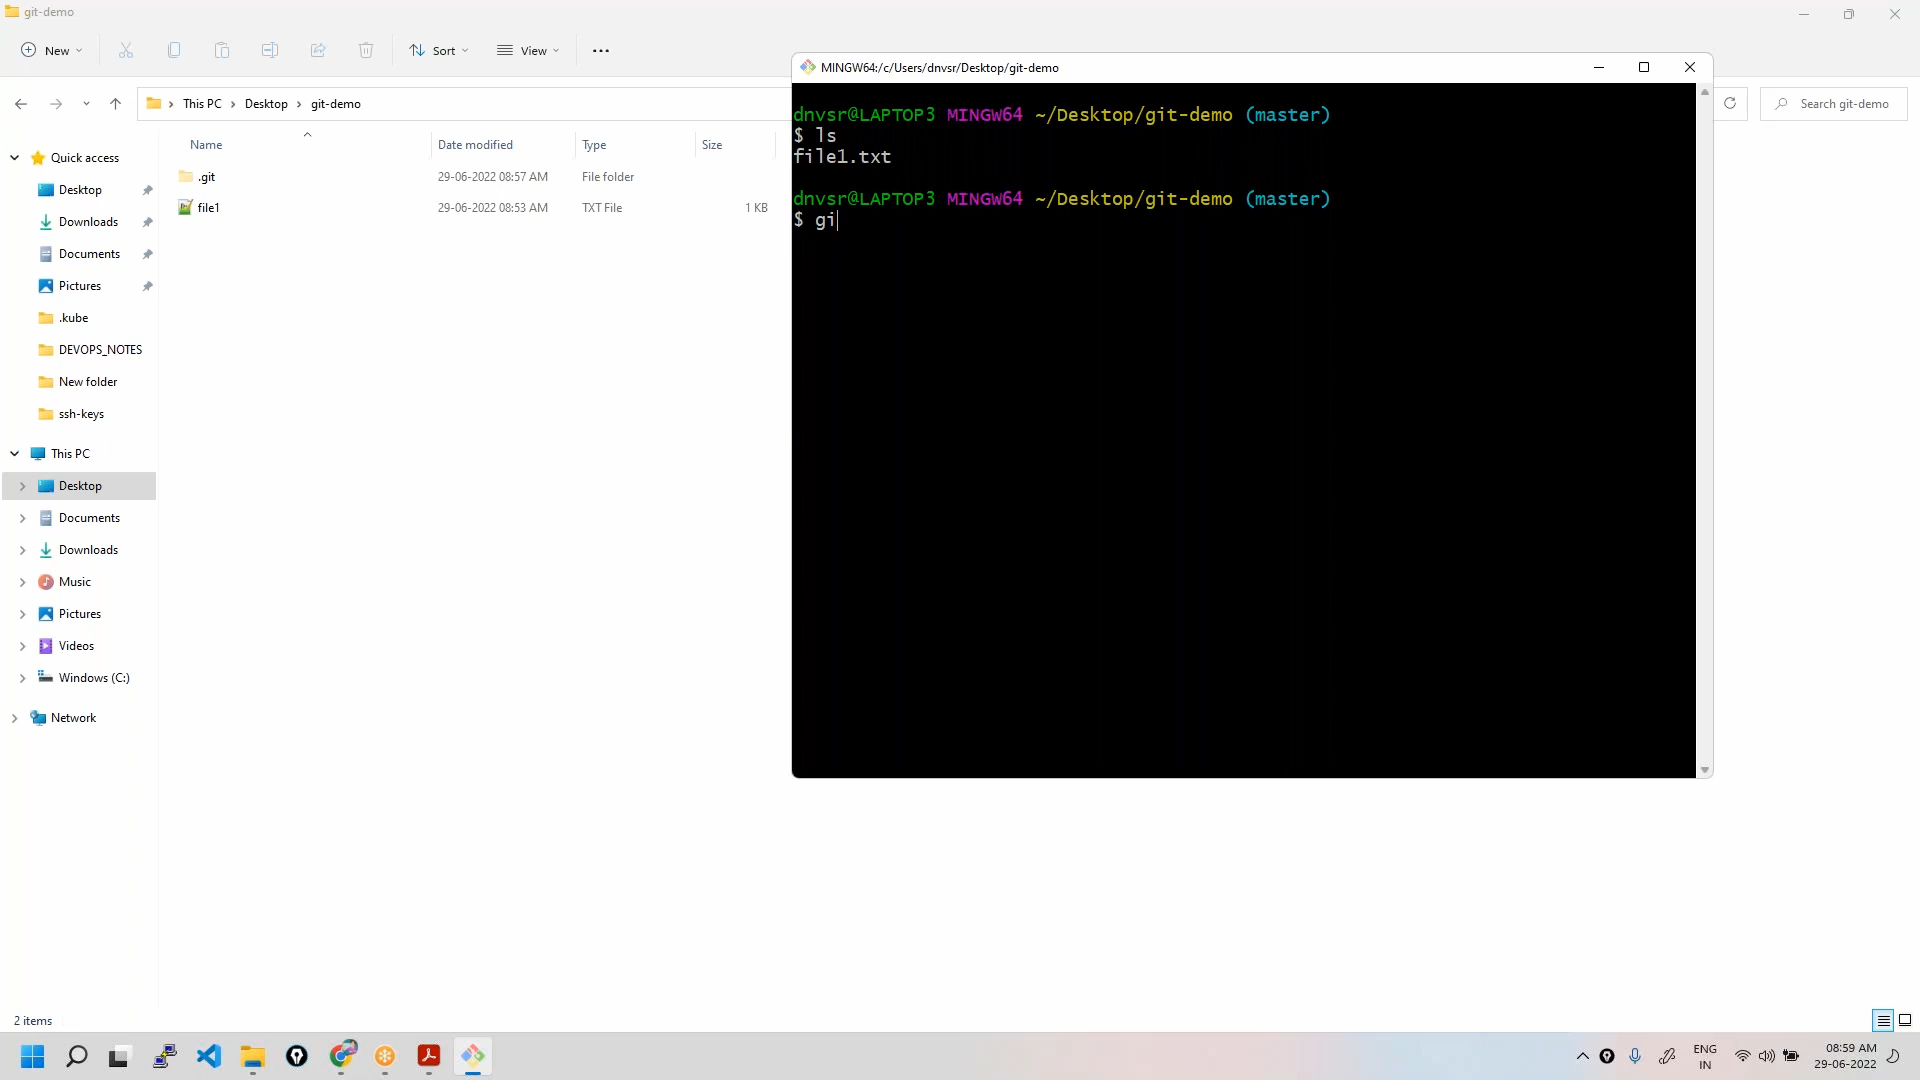 git-demo
New
Sort
View
This PC > Desktop > git-demo
Search git-demo
Name
Date modified
Type
Size
.git
29-06-2022 08:57 AM
File folder
file1
29-06-2022 08:53 AM
TXT File
1 KB
Quick access
Desktop
Downloads
Documents
Pictures
.kube
DEVOPS_NOTES
New folder
ssh-keys
This PC
Desktop
Documents
Downloads
Music
Pictures
Videos
Windows (C:)
Network
2 items
MINGW64:/c/Users/dnvsr/Desktop/git-demo
dnvsr@LAPTOP3 MINGW64 ~/Desktop/git-demo (master)
$ ls
file1.txt
dnvsr@LAPTOP3 MINGW64 ~/Desktop/git-demo (master)
$ gi
ENG
IN
08:59 AM
29-06-2022